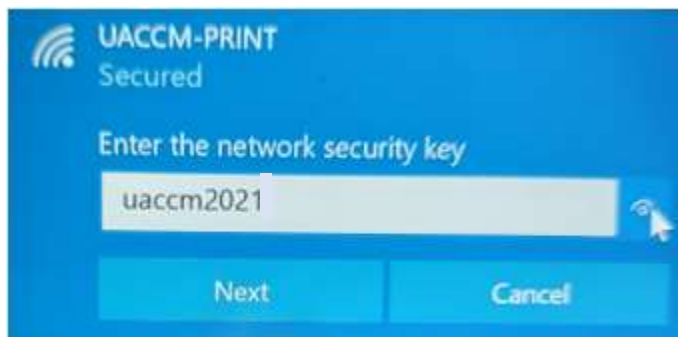 UACCM-PRINT
Secured
Enter the network security key
uaccm2021
Next
Cancel